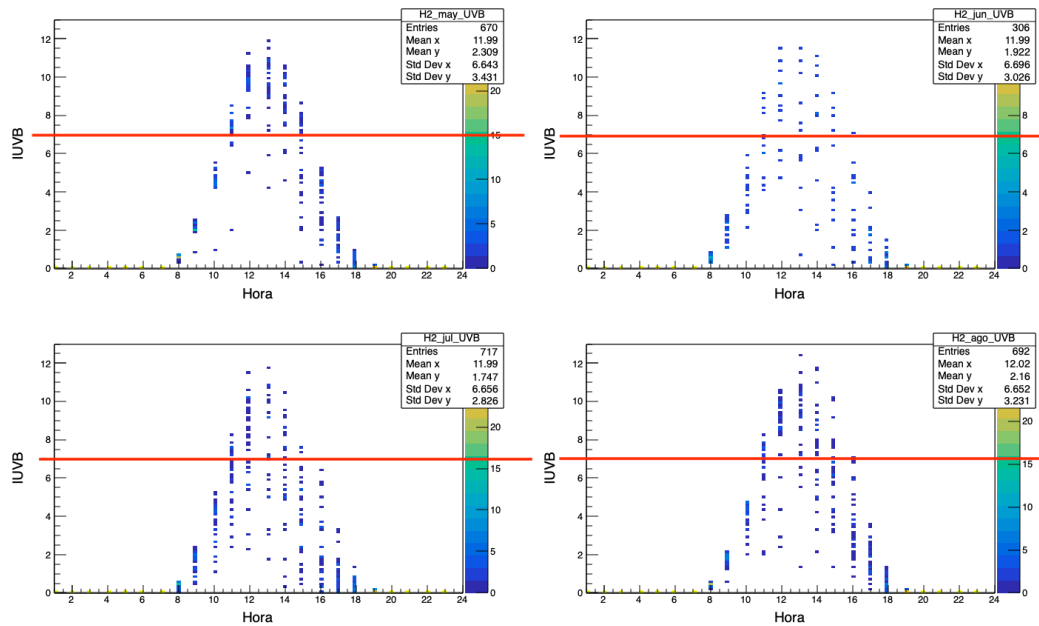 H2_may_UVB
Entries 670
Mean x 11.99
Mean y 2.309
Std Dev x 6.643
Std Dev y 3.431
IUVB
12
10
8
6
4
2
0
2 4 6 8 10 12 14 16 18 20 22 24
Hora
20
15
10
5
0
H2_jun_UVB
Entries 306
Mean x 11.99
Mean y 1.922
Std Dev x 6.696
Std Dev y 3.026
IUVB
12
10
8
6
4
2
0
2 4 6 8 10 12 14 16 18 20 22 24
Hora
8
6
4
2
0
H2_jul_UVB
Entries 717
Mean x 11.99
Mean y 1.747
Std Dev x 6.656
Std Dev y 2.826
IUVB
12
10
8
6
4
2
0
2 4 6 8 10 12 14 16 18 20 22 24
Hora
20
15
10
5
0
H2_ago_UVB
Entries 692
Mean x 12.02
Mean y 2.16
Std Dev x 6.652
Std Dev y 3.231
IUVB
12
10
8
6
4
2
0
2 4 6 8 10 12 14 16 18 20 22 24
Hora
20
15
10
5
0